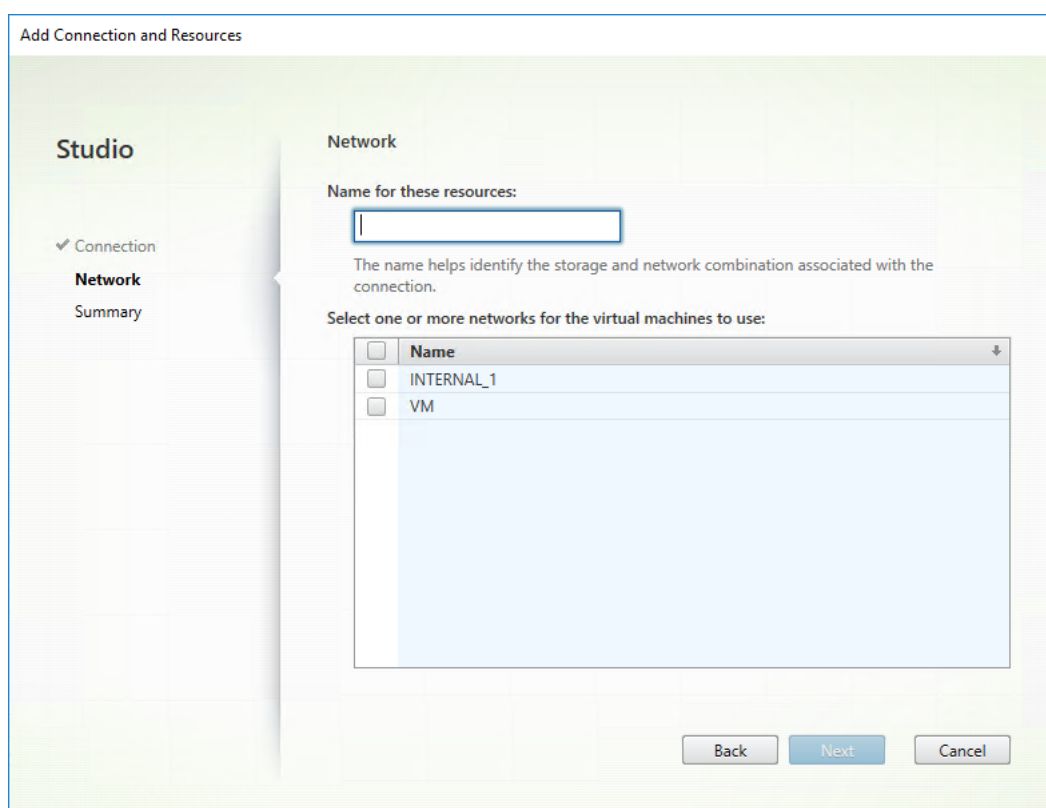 Add Connection and Resources
Studio
Connection
Network
Summary
Network
Name for these resources:
The name helps identify the storage and network combination associated with the
connection.
Select one or more networks for the virtual machines to use:
Name
INTERNAL_1
VM
Back
Next
Cancel